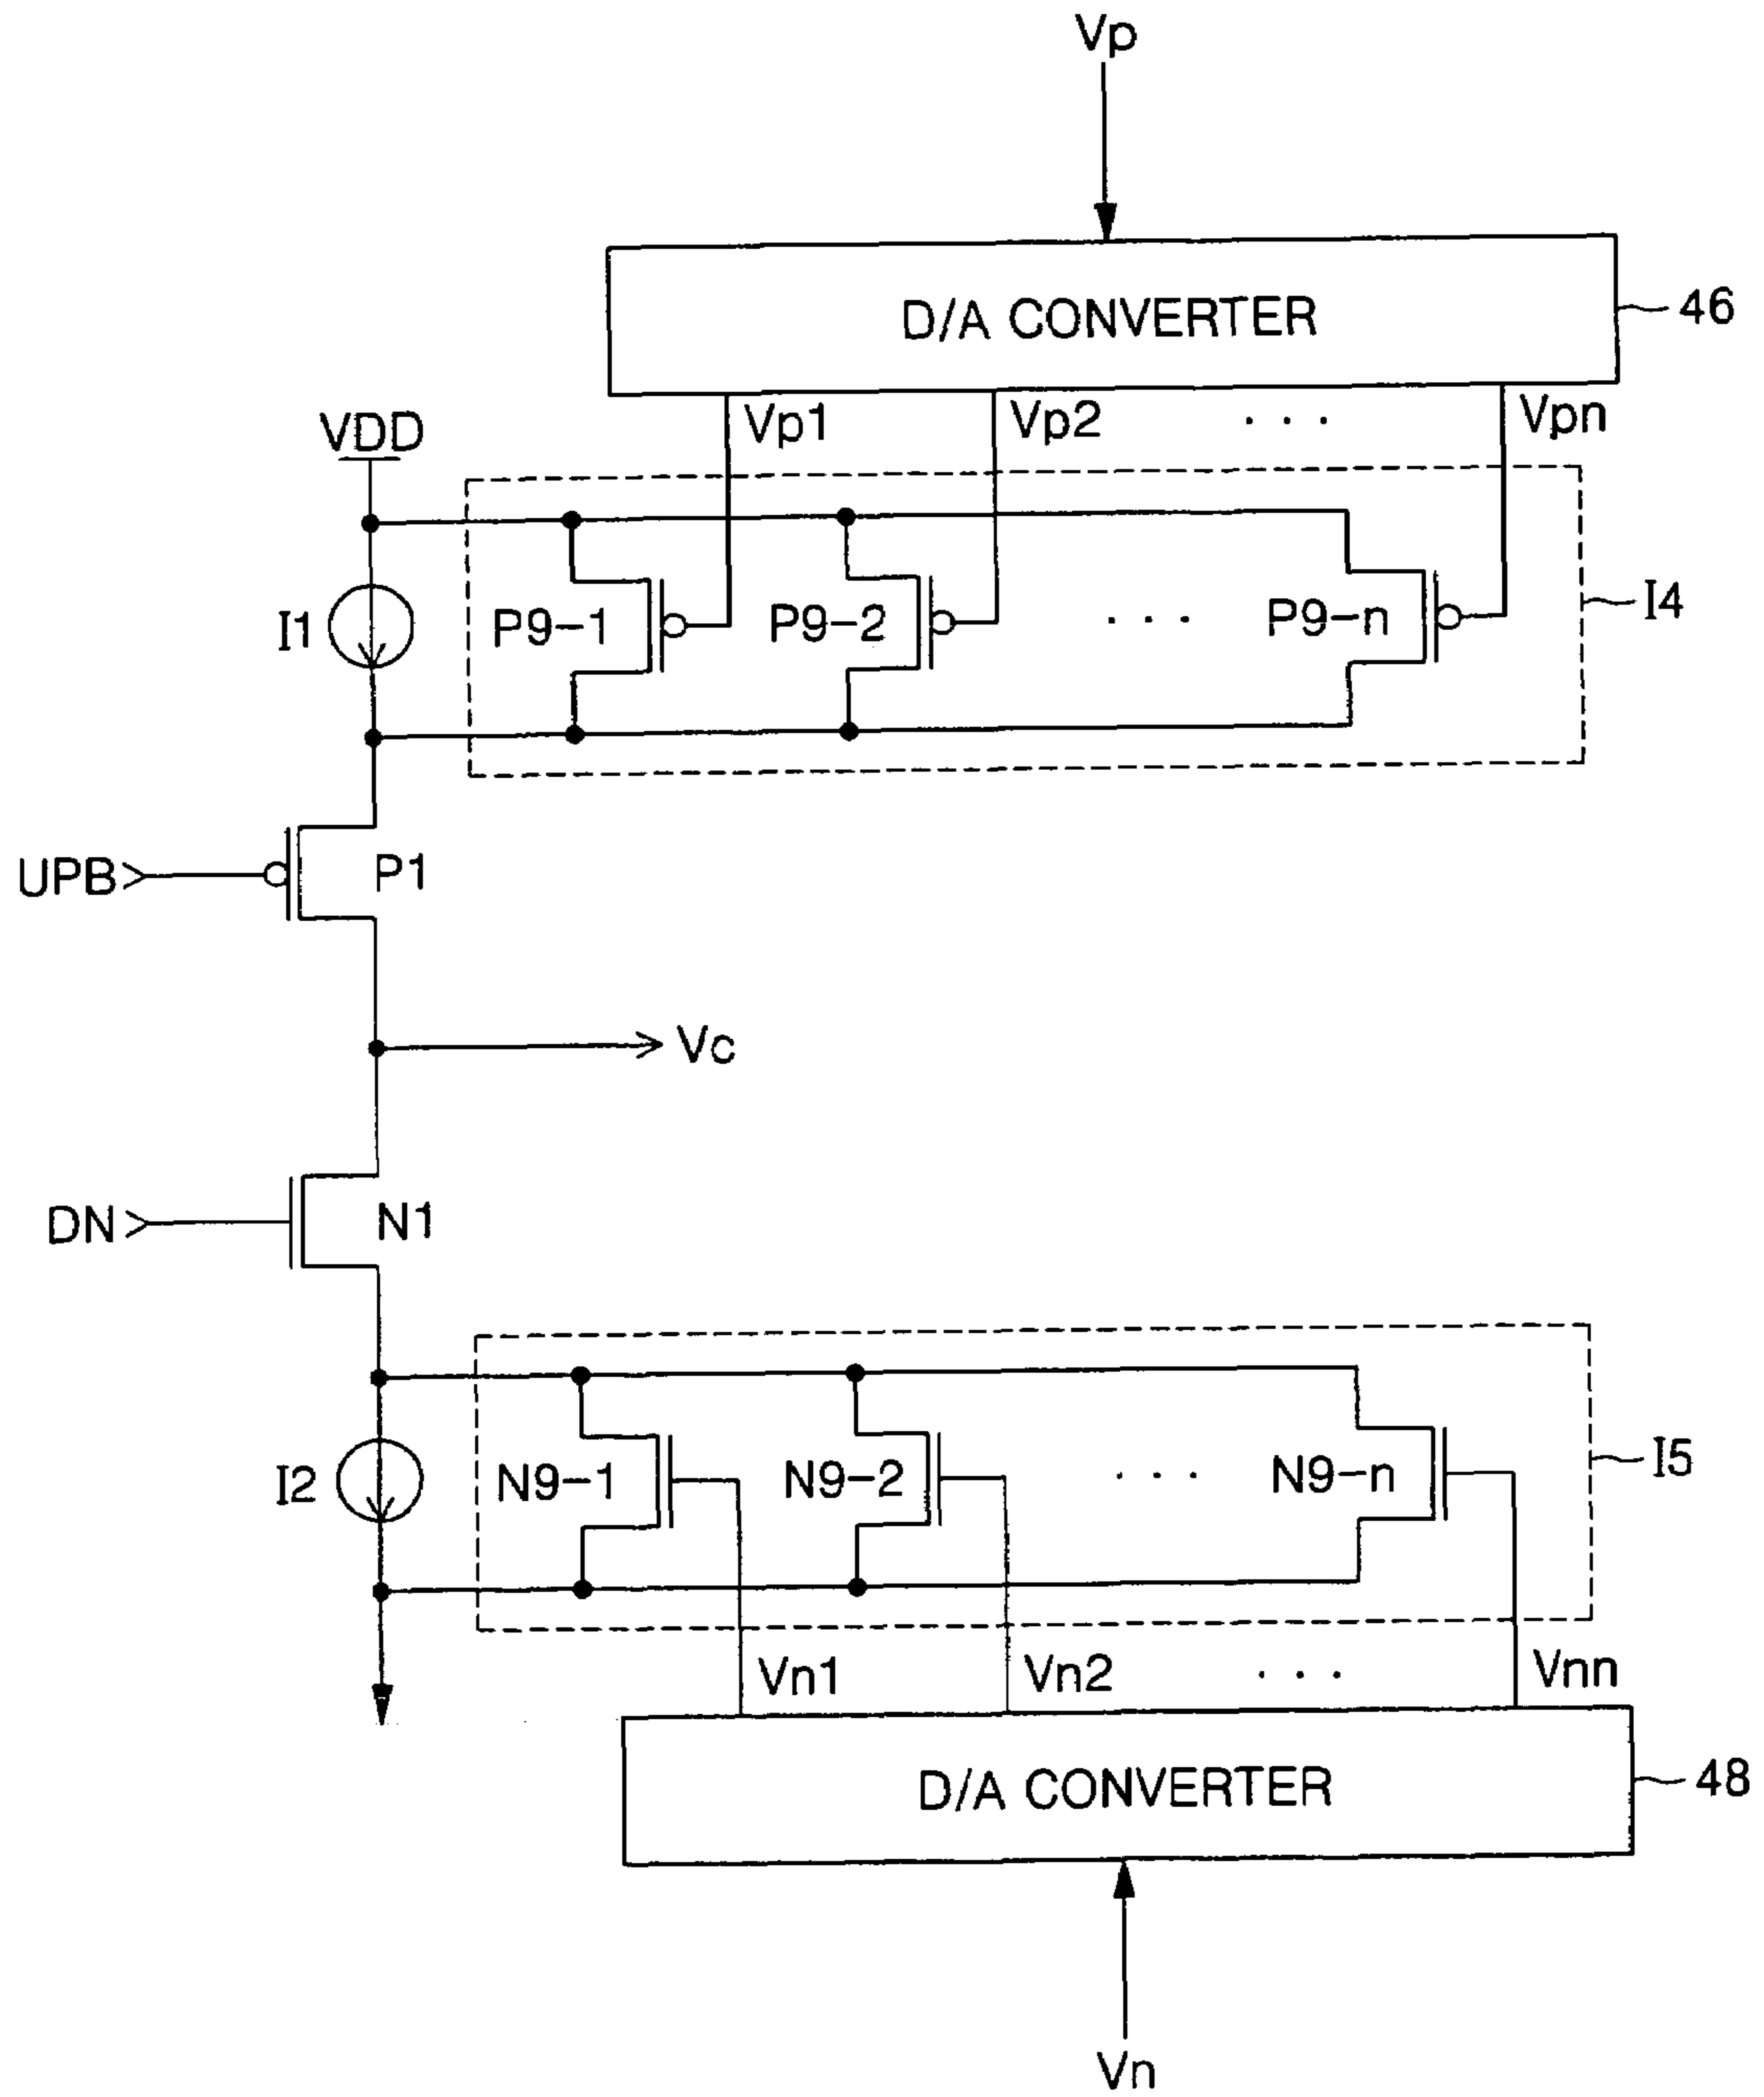 Vp
D/A CONVERTER
46
VDD
Vp1
Vp2
. . .
Vpn
I1
P9-1
P9-2
. . .
P9-n
I4
UPB
P1
Vc
DN
N1
I2
N9-1
N9-2
. . .
N9-n
I5
Vn1
Vn2
. . .
Vnn
D/A CONVERTER
48
Vn